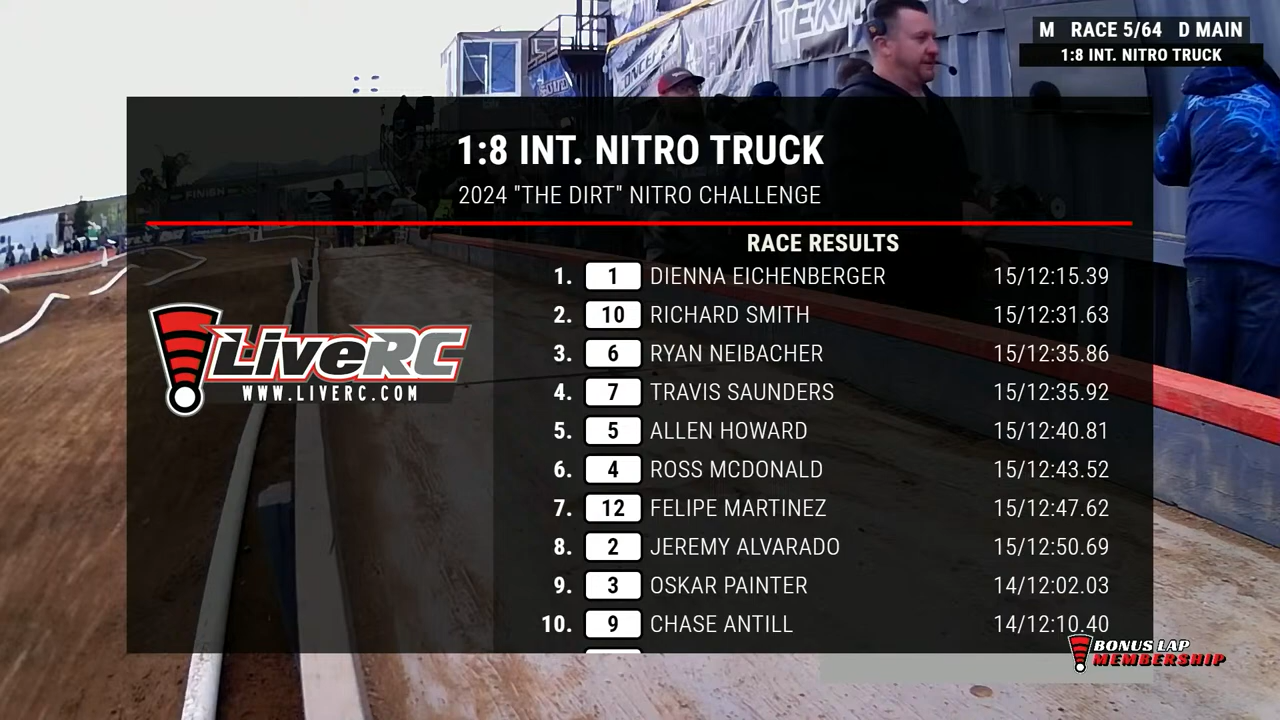 M RACE 5/64 D MAIN
1:8 INT. NITRO TRUCK
1:8 INT. NITRO TRUCK
2024 "THE DIRT" NITRO CHALLENGE
RACE RESULTS
1. 1 DIENNA EICHENBERGER 15/12:15.39
2. 10 RICHARD SMITH 15/12:31.63
3. 6 RYAN NEIBACHER 15/12:35.86
4. 7 TRAVIS SAUNDERS 15/12:35.92
5. 5 ALLEN HOWARD 15/12:40.81
6. 4 ROSS MCDONALD 15/12:43.52
7. 12 FELIPE MARTINEZ 15/12:47.62
8. 2 JEREMY ALVARADO 15/12:50.69
9. 3 OSKAR PAINTER 14/12:02.03
10. 9 CHASE ANTILL 14/12:10.40
LiveRC
WWW.LIVERC.COM
BONUS LAP
MEMBERSHIP
FINISH